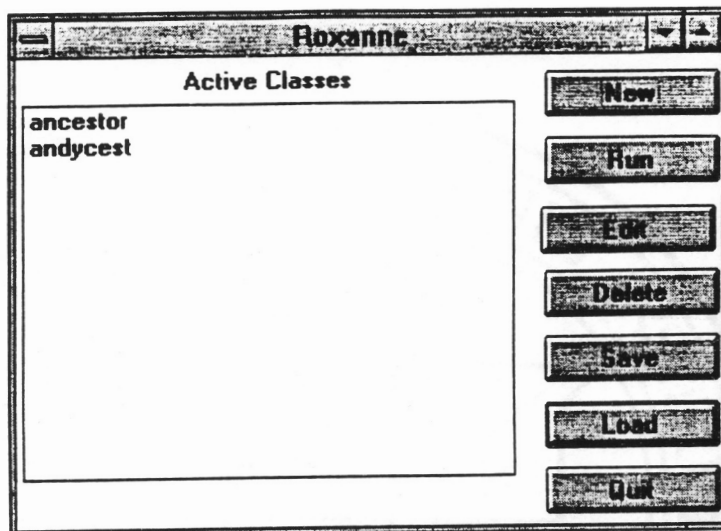 Roxanne
Active Classes
ancestor
andycest
New
Run
Edit
Delete
Save
Load
Quit